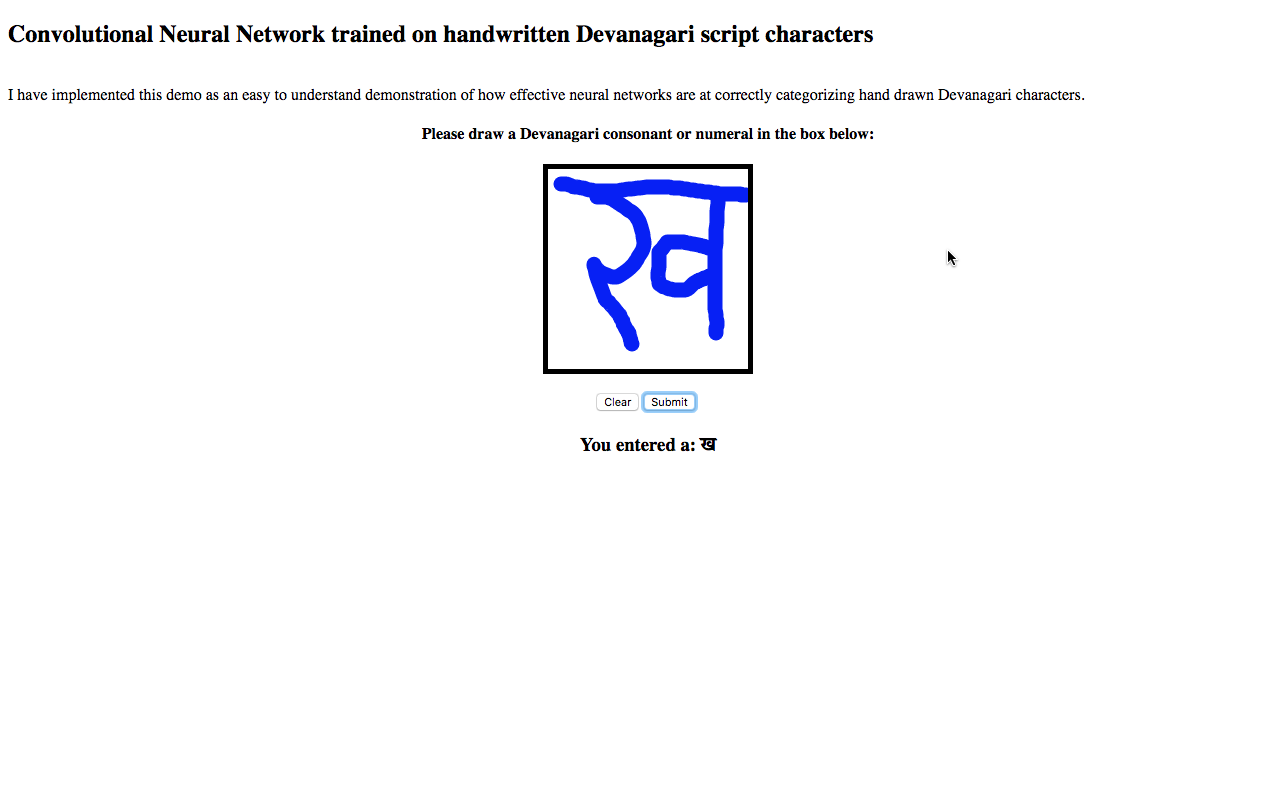 Convolutional Neural Network trained on handwritten Devanagari script characters
I have implemented this demo as an easy to understand demonstration of how effective neural networks are at correctly categorizing hand drawn Devanagari characters.
Please draw a Devanagari consonant or numeral in the box below:
ख
Clear Submit
You entered a: ख